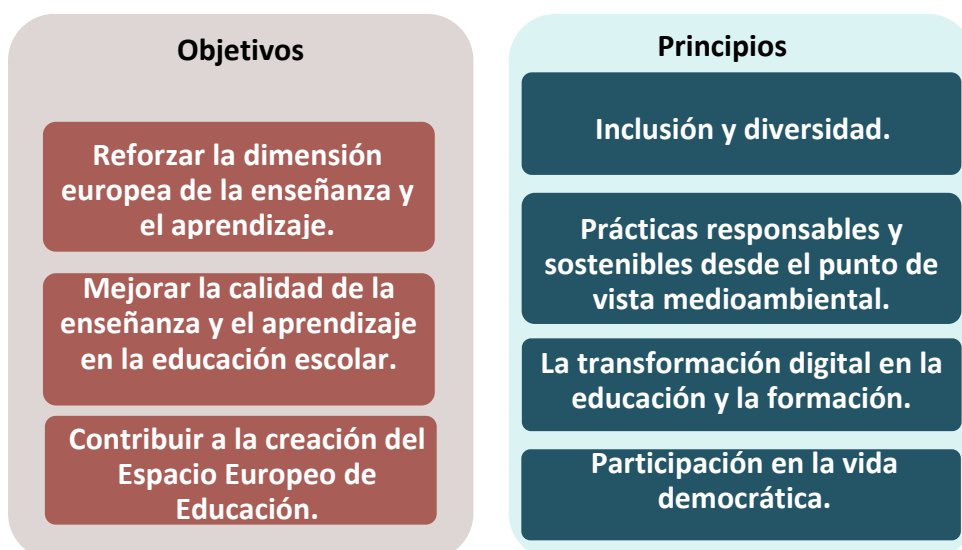 Objetivos
Reforzar la dimensión
europea de la enseñanza y
el aprendizaje.
Mejorar la calidad de la
enseñanza y el aprendizaje
en la educación escolar.
Contribuir a la creación del
Espacio Europeo de
Educación.
Principios
Inclusión y diversidad.
Prácticas responsables y
sostenibles desde el punto de
vista medioambiental.
La transformación digital en la
educación y la formación.
Participación en la vida
democrática.